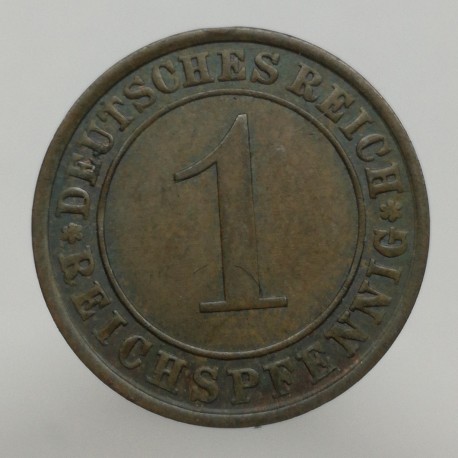 *DEUTSCHES REICH*
REICHSPFENNIG
1